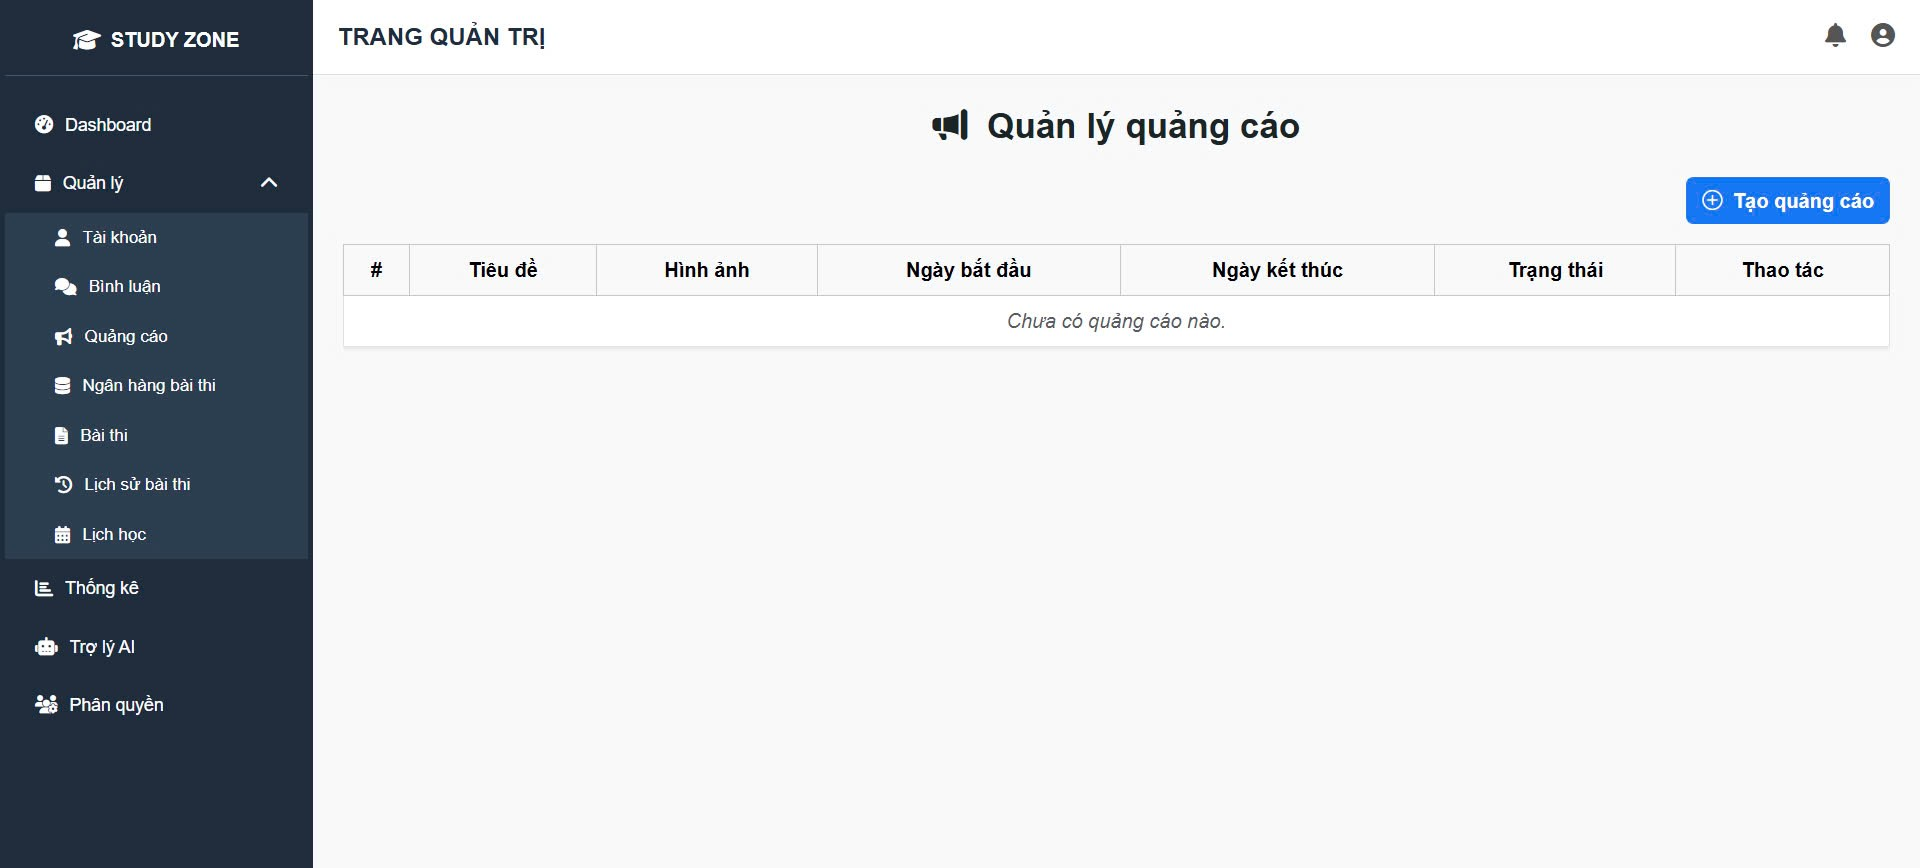 STUDY ZONE
TRANG QUẢN TRỊ
Dashboard
Quản lý
Tài khoản
Bình luận
Quảng cáo
Ngân hàng bài thi
Bài thi
Lịch sử bài thi
Lịch học
Thống kê
Trợ lý AI
Phân quyền
Quản lý quảng cáo
Tạo quảng cáo
# Tiêu đề Hình ảnh Ngày bắt đầu Ngày kết thúc Trạng thái Thao tác
Chưa có quảng cáo nào.